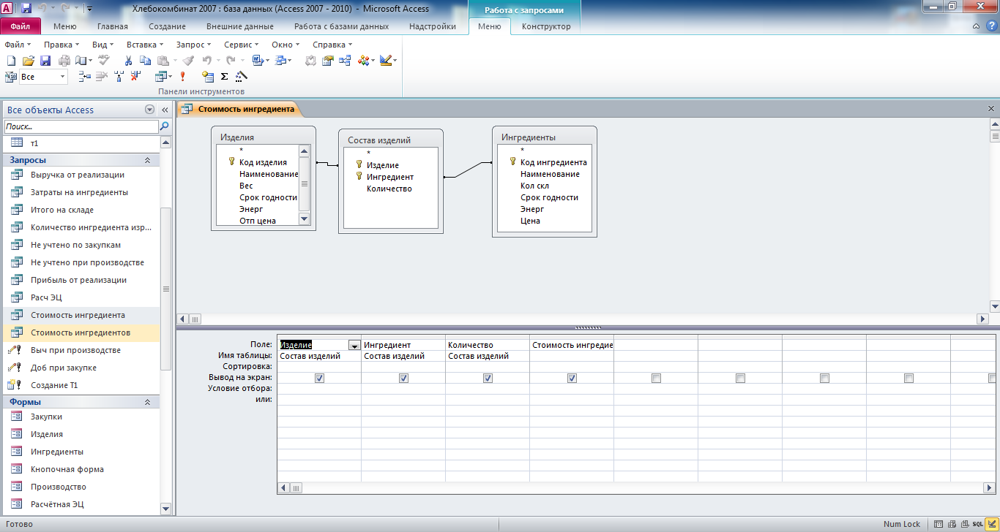 Хлебокомбинат 2007 : база данных (Access 2007 - 2010) - Microsoft Access
Работа с запросами
Файл Меню Главная Создание Внешние данные Работа с базами данных Надстройки Меню Конструктор
Файл Правка Вид Вставка Запрос Сервис Окно Справка
Все
Панели инструментов
Все объекты Access
Поиск...
т1
Запросы
Выручка от реализации
Затраты на ингредиенты
Итого на складе
Количество ингредиента изр...
Не учтено по закупкам
Не учтено при производстве
Прибыль от реализации
Расч ЭЦ
Стоимость ингредиента
Стоимость ингредиентов
Выч при производстве
Доб при закупке
Создание Т1
Формы
Закупки
Изделия
Ингредиенты
Кнопочная форма
Производство
Расчётная ЭЦ
Стоимость ингредиента
Изделия
*
Код изделия
Наименование
Вес
Срок годности
Энерг
Отп цена
Состав изделий
*
Изделие
Ингредиент
Количество
Ингредиенты
*
Код ингредиента
Наименование
Кол скл
Срок годности
Энерг
Цена
Поле: Изделие Ингредиент Количество Стоимость ингредие
Имя таблицы: Состав изделий Состав изделий Состав изделий
Сортировка:
Вывод на экран:
Условие отбора:
или:
Готово
Num Lock
SQL